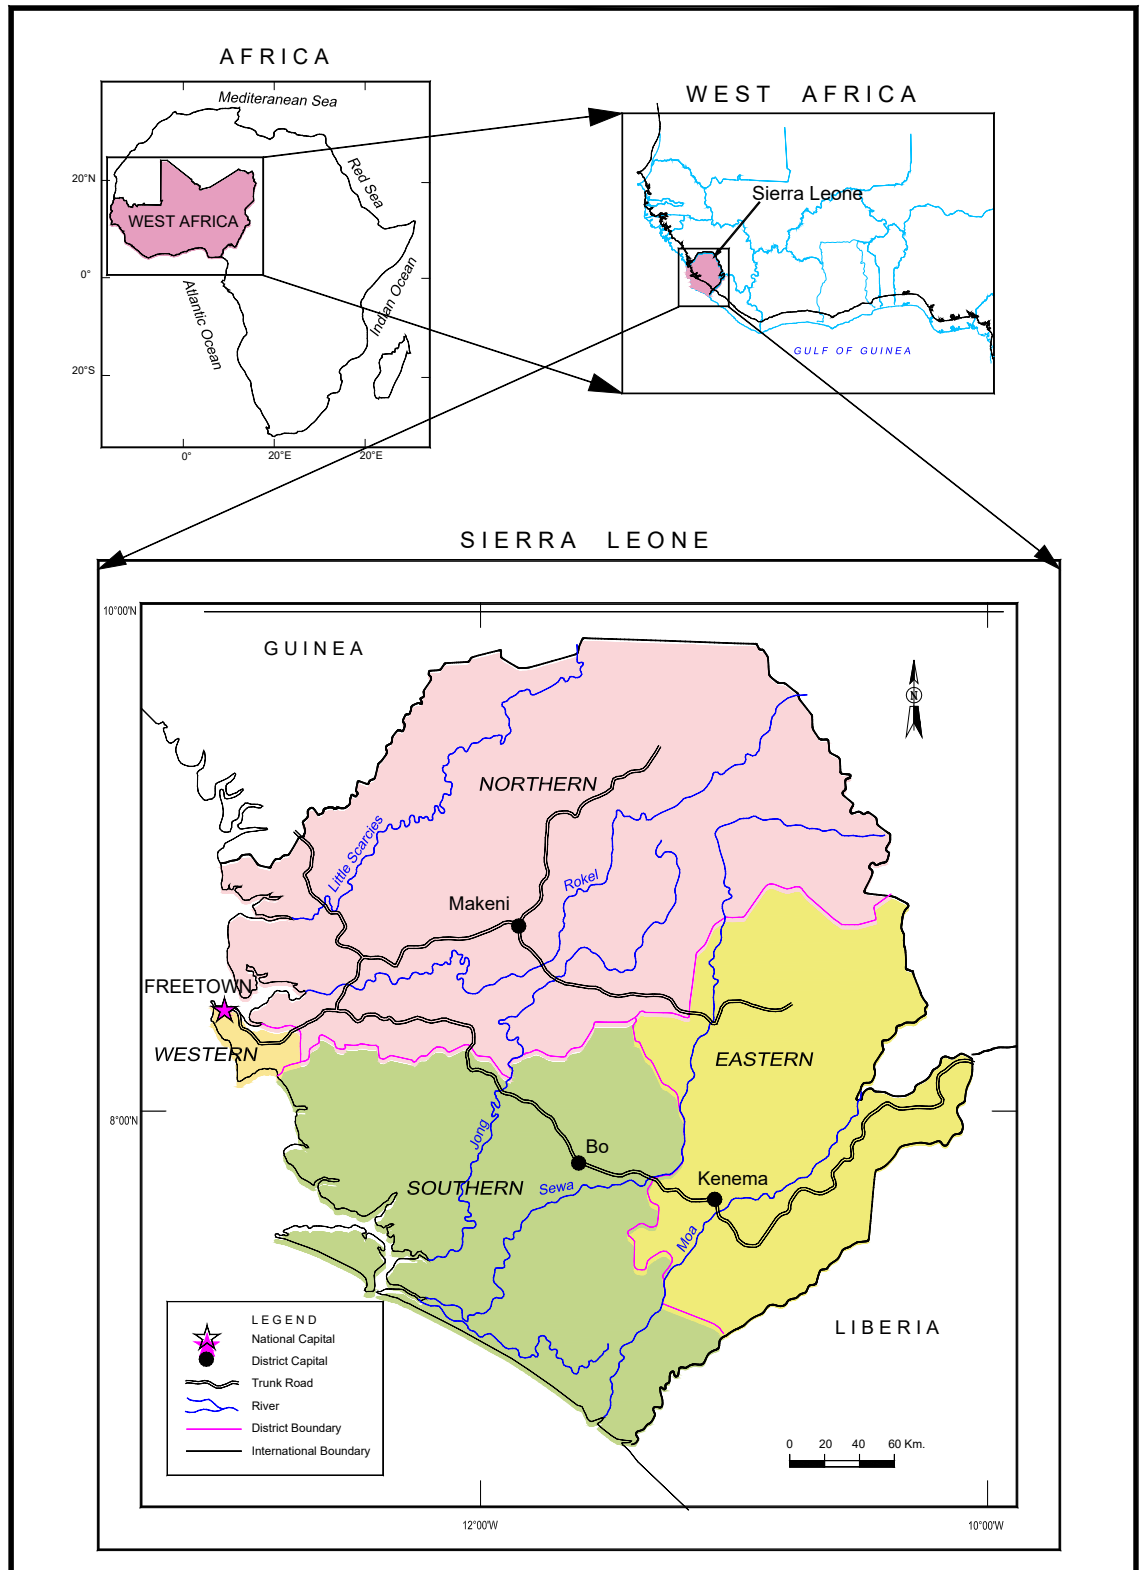 AFRICA
Mediteranean Sea
Red Sea
20°N
WEST AFRICA
0°
Atlantic Ocean
Indian Ocean
20°S
0°
20°E
20°E
WEST AFRICA
Sierra Leone
GULF OF GUINEA
SIERRA LEONE
10°00'N
GUINEA
N
NORTHERN
Little Scarcies
Rokel
Makeni
FREETOWN
WESTERN
EASTERN
8°00'N
Jong
Bo
SOUTHERN
Sewa
Kenema
Moa
LIBERIA
LEGEND
National Capital
District Capital
Trunk Road
River
District Boundary
International Boundary
0 20 40 60 Km.
12°00'W
10°00'W